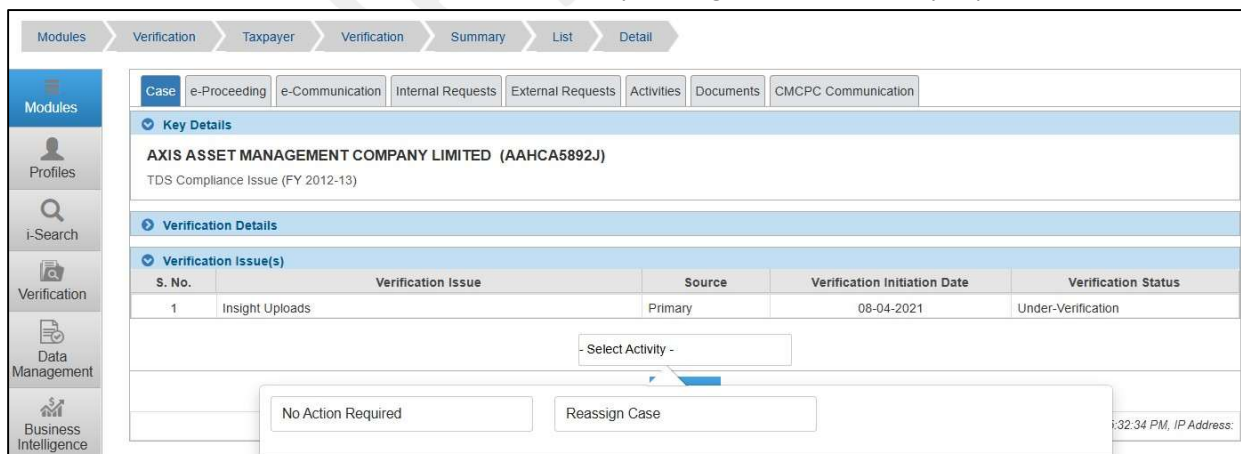 Modules Verification Taxpayer Verification Summary List Detail
Modules
Profiles
i-Search
Verification
Data
Management
Business
Intelligence
Case e-Proceeding e-Communication Internal Requests External Requests Activities Documents CMCPC Communication
Key Details
AXIS ASSET MANAGEMENT COMPANY LIMITED (AAHCA5892J)
TDS Compliance Issue (FY 2012-13)
Verification Details
Verification Issue(s)
S. No. Verification Issue Source Verification Initiation Date Verification Status
1 Insight Uploads Primary 08-04-2021 Under-Verification
- Select Activity -
No Action Required Reassign Case
:32:34 PM, IP Address: